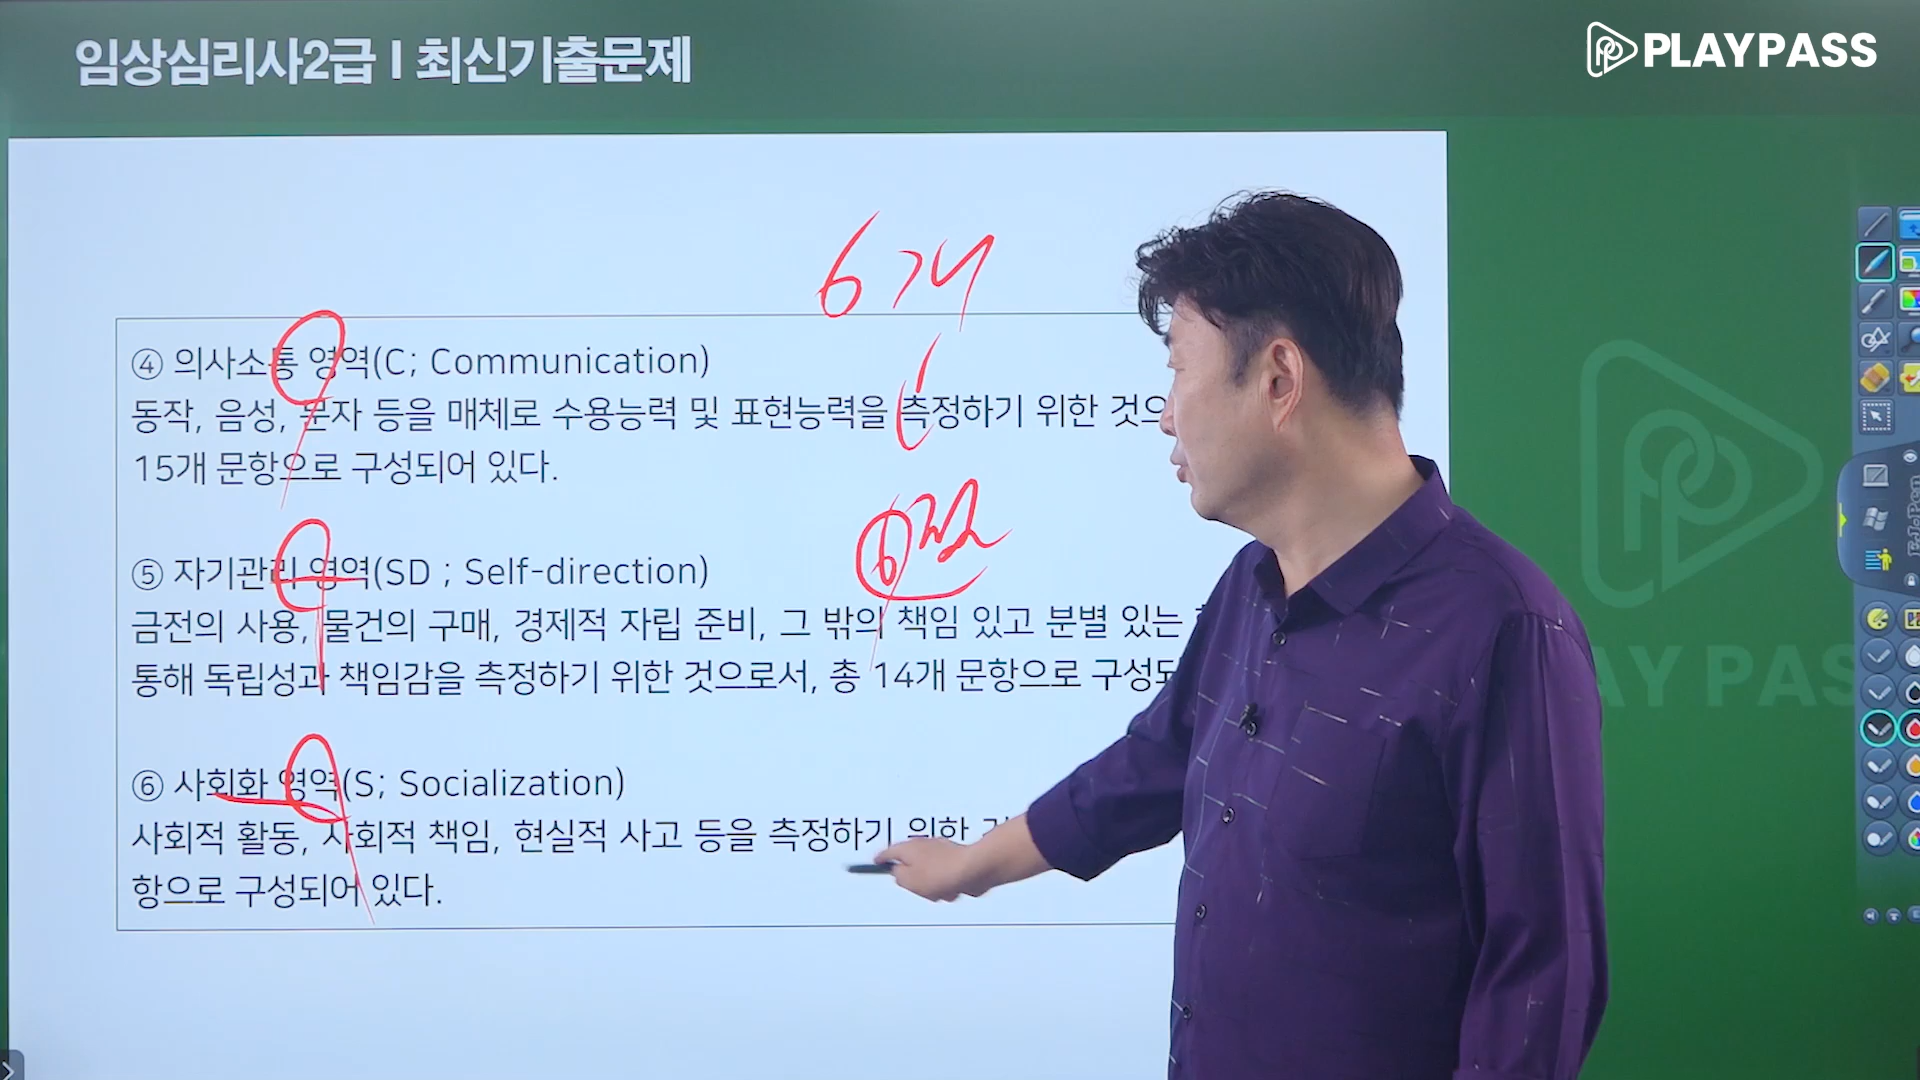 임상심리사2급 I 최신기출문제
PLAYPASS
6개
④ 의사소통 영역(C; Communication)
동작, 음성, 문자 등을 매체로 수용능력 및 표현능력을 측정하기 위한
15개 문항으로 구성되어 있다.
⑤ 자기관리 영역(SD ; Self-direction)
금전의 사용, 물건의 구매, 경제적 자립 준비, 그 밖의 책임 있고 분별 있는
통해 독립성과 책임감을 측정하기 위한 것으로서, 총 14개 문항으로
⑥ 사회화 영역(S; Socialization)
사회적 활동, 사회적 책임, 현실적 사고 등을 측정하기 위한
항으로 구성되어 있다.